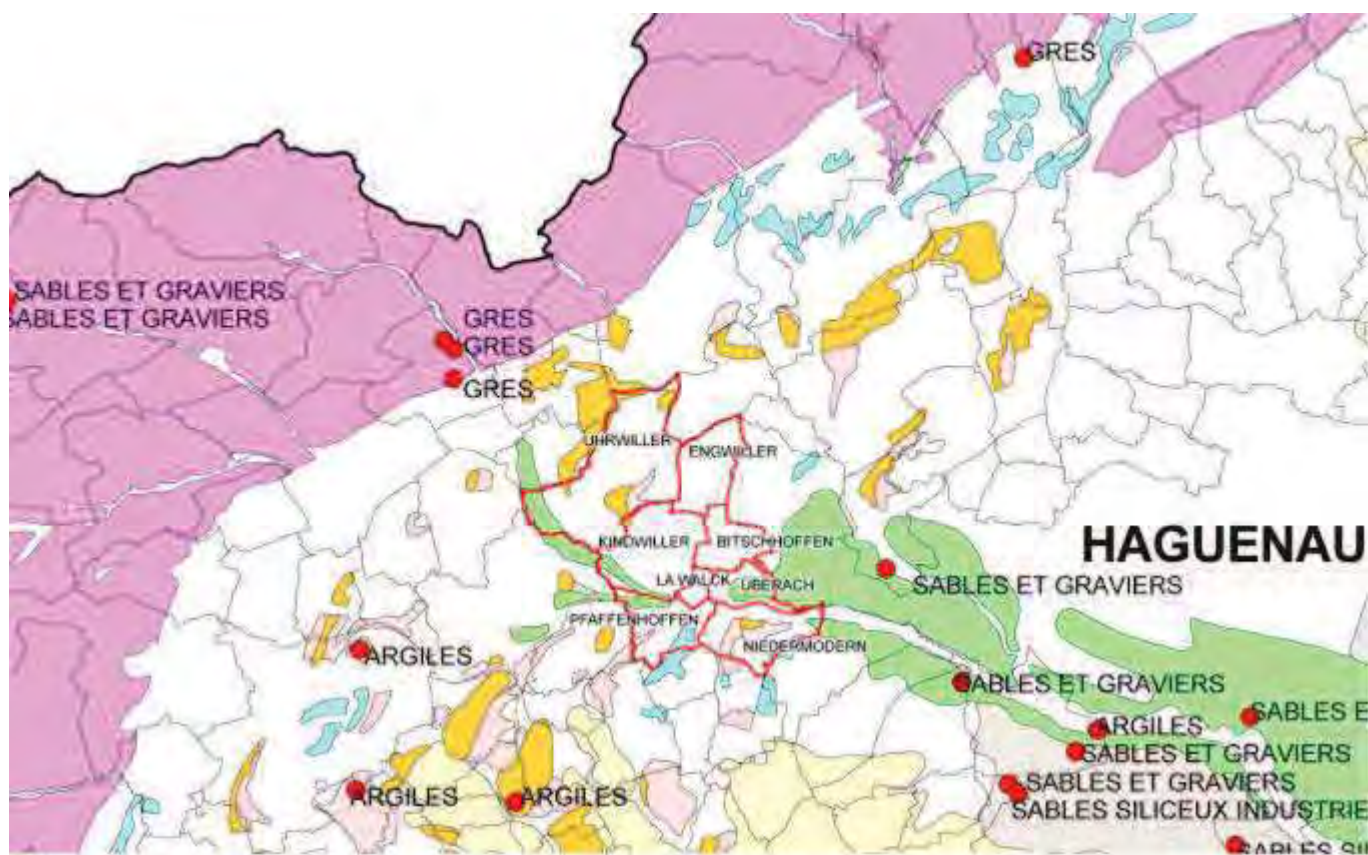 GRES
SABLES ET GRAVIERS
SABLES ET GRAVIERS
GRES
GRES
GRES
UHRWILLER
ENGWILLER
HAGUENAU
KINDWILLER
BITSCHHOFFEN
LA WALCK
UBERACH
SABLES ET GRAVIERS
PFAFFENHOFFEN
NIEDERMODERN
ARGILES
SABLES ET GRAVIERS
SABLES E
ARGILES
SABLES ET GRAVIERS
SABLES ET GRAVIERS
ARGILES
ARGILES
SABLES SILICEUX INDUSTRIE
SABLES SI